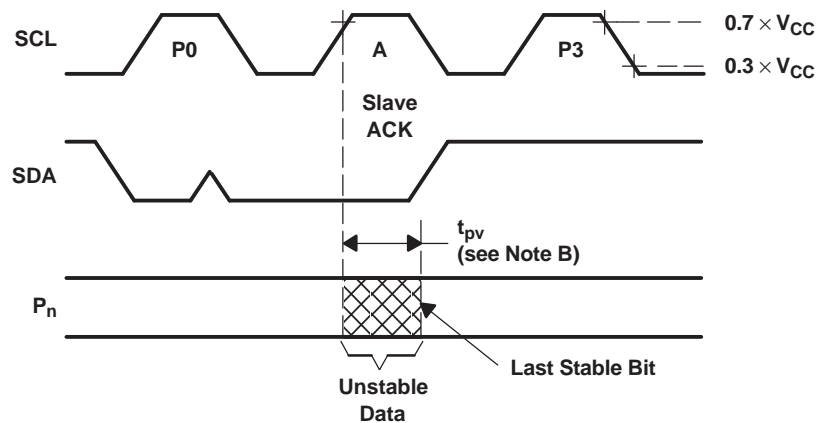 SCL
P0
A
P3
0.7 × VCC
0.3 × VCC
Slave
ACK
SDA
tpv
(see Note B)
Pn
Last Stable Bit
Unstable
Data